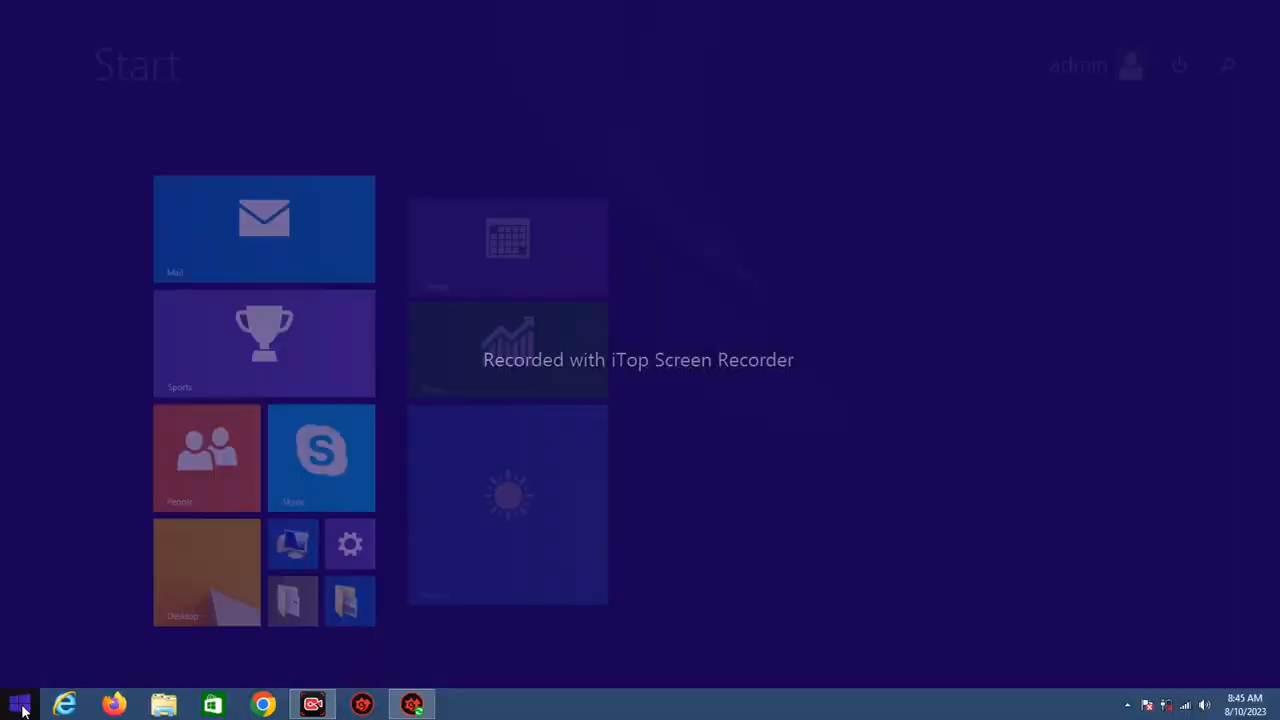 Start
admin
Mail
Sports
Recorded with iTop Screen Recorder
People
Skype
Desktop
8:45 AM
8/10/2023